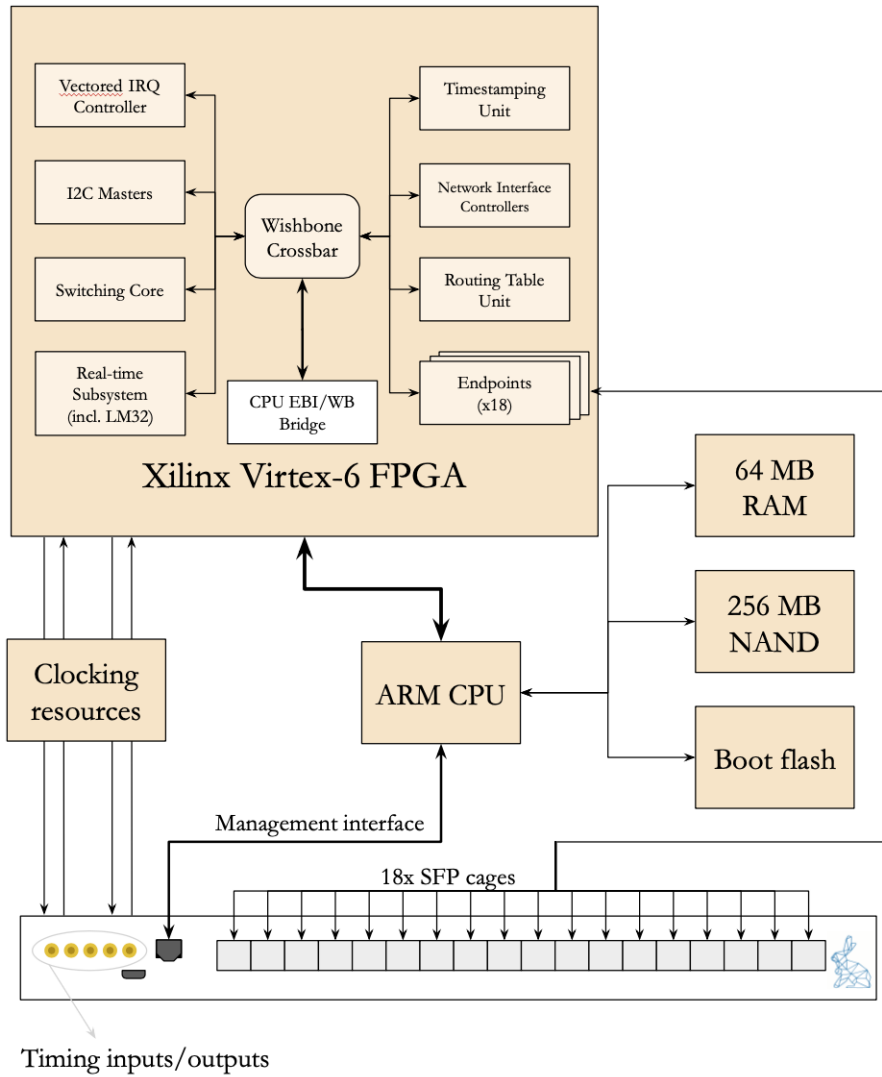 Vectored IRQ
Controller
Timestamping
Unit
I2C Masters
Network Interface
Controllers
Wishbone
Crossbar
Switching Core
Routing Table
Unit
Real-time
Subsystem
(incl. LM32)
CPU EBI/WB
Bridge
Endpoints
(x18)
Xilinx Virtex-6 FPGA
64 MB
RAM
256 MB
NAND
Clocking
resources
ARM CPU
Boot flash
Management interface
18x SFP cages
Timing inputs/outputs